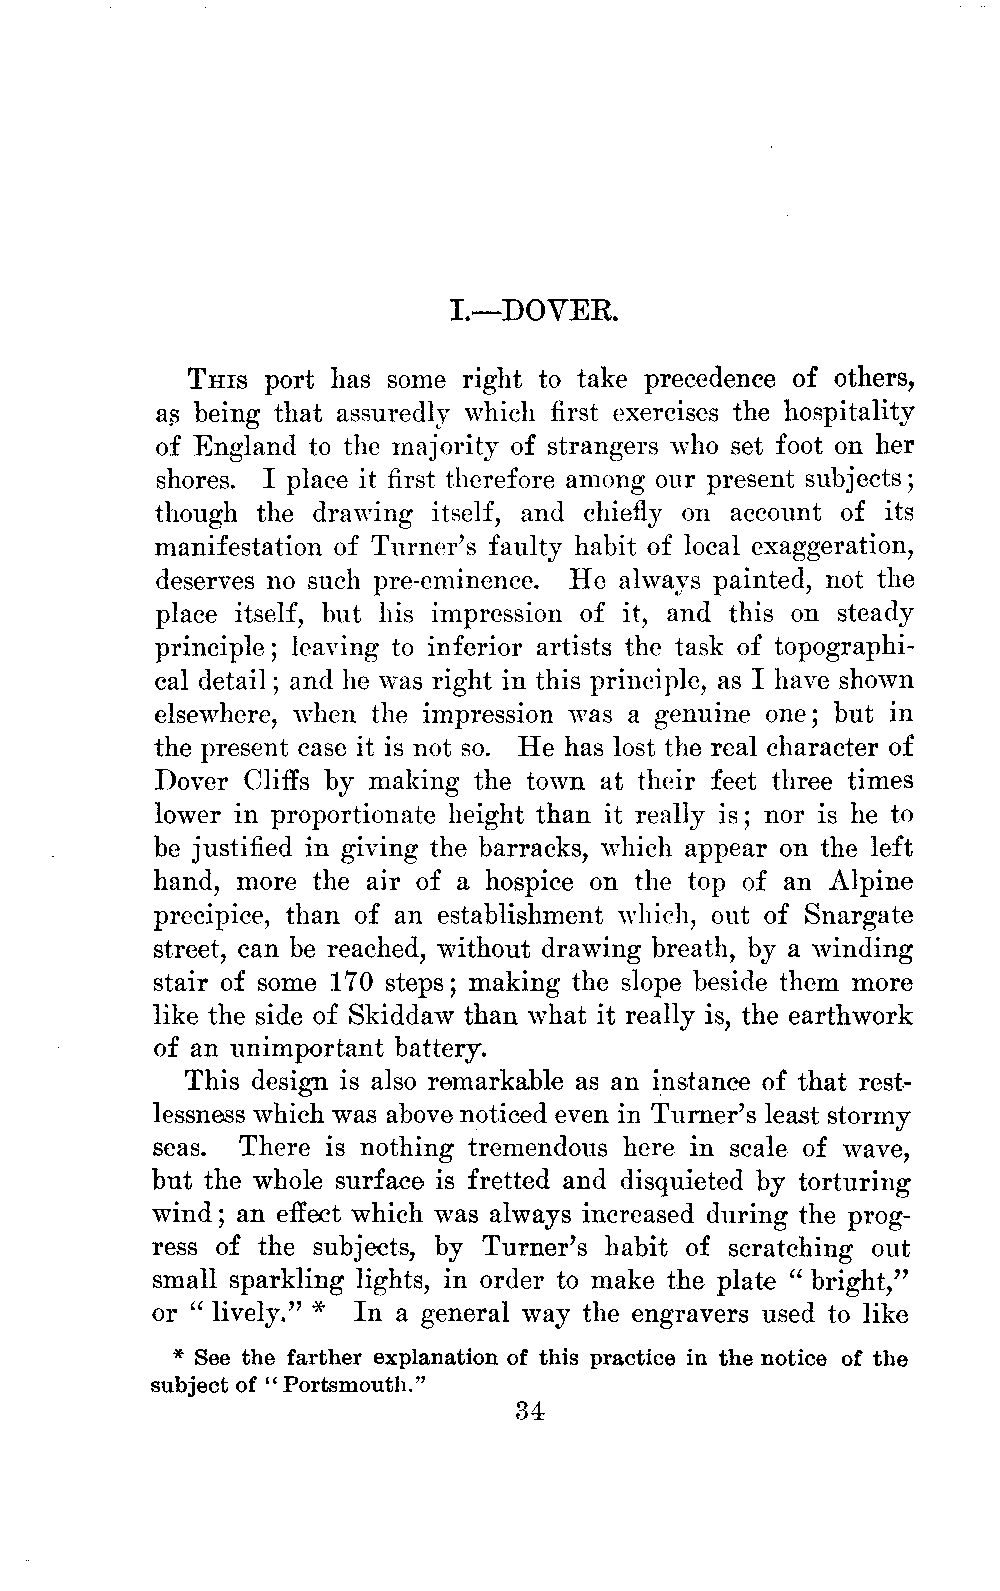 I.—DOVER.
THIS port has some right to take precedence of others,
as being that assuredly which first exercises the hospitality
of England to the majority of strangers who set foot on her
shores. I place it first therefore among our present subjects;
though the drawing itself, and chiefly on account of its
manifestation of Turner's faulty habit of local exaggeration,
deserves no such pre-eminence. He always painted, not the
place itself, but his impression of it, and this on steady
principle; leaving to inferior artists the task of topographi-
cal detail; and he was right in this principle, as I have shown
elsewhere, when the impression was a genuine one; but in
the present case it is not so. He has lost the real character of
Dover Cliffs by making the town at their feet three times
lower in proportionate height than it really is; nor is he to
be justified in giving the barracks, which appear on the left
hand, more the air of a hospice on the top of an Alpine
precipice, than of an establishment which, out of Snargate
street, can be reached, without drawing breath, by a winding
stair of some 170 steps; making the slope beside them more
like the side of Skiddaw than what it really is, the earthwork
of an unimportant battery.
This design is also remarkable as an instance of that rest-
lessness which was above noticed even in Turner's least stormy
seas. There is nothing tremendous here in scale of wave,
but the whole surface is fretted and disquieted by torturing
wind; an effect which was always increased during the prog-
ress of the subjects, by Turner's habit of scratching out
small sparkling lights, in order to make the plate "bright,"
or "lively." * In a general way the engravers used to like
* See the farther explanation of this practice in the notice of the
subject of "Portsmouth."
34